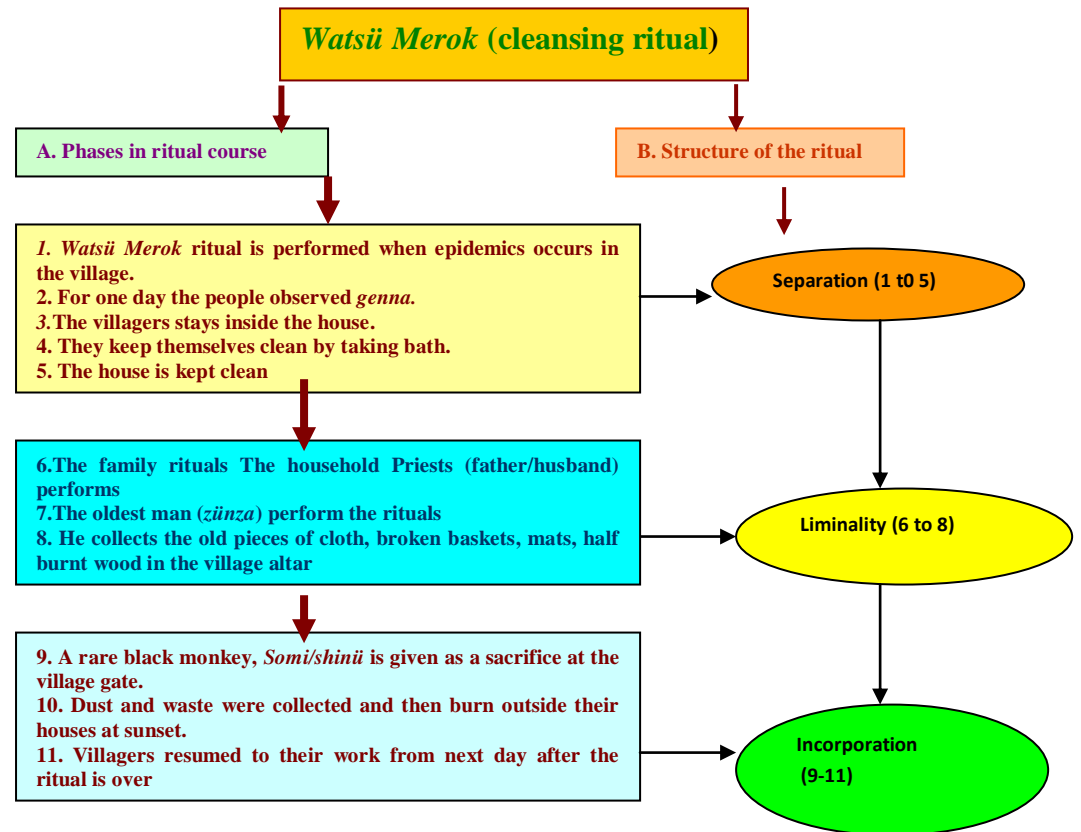 Watsü Merok (cleansing ritual)
A. Phases in ritual course
B. Structure of the ritual
1. Watsü Merok ritual is performed when epidemics occurs in
the village.
2. For one day the people observed genna.
3.The villagers stays inside the house.
4. They keep themselves clean by taking bath.
5. The house is kept clean
Separation (1 t0 5)
6.The family rituals The household Priests (father/husband)
performs
7.The oldest man (zünza) perform the rituals
8. He collects the old pieces of cloth, broken baskets, mats, half
burnt wood in the village altar
Liminality (6 to 8)
9. A rare black monkey, Somi/shinü is given as a sacrifice at the
village gate.
10. Dust and waste were collected and then burn outside their
houses at sunset.
11. Villagers resumed to their work from next day after the
ritual is over
Incorporation
(9-11)